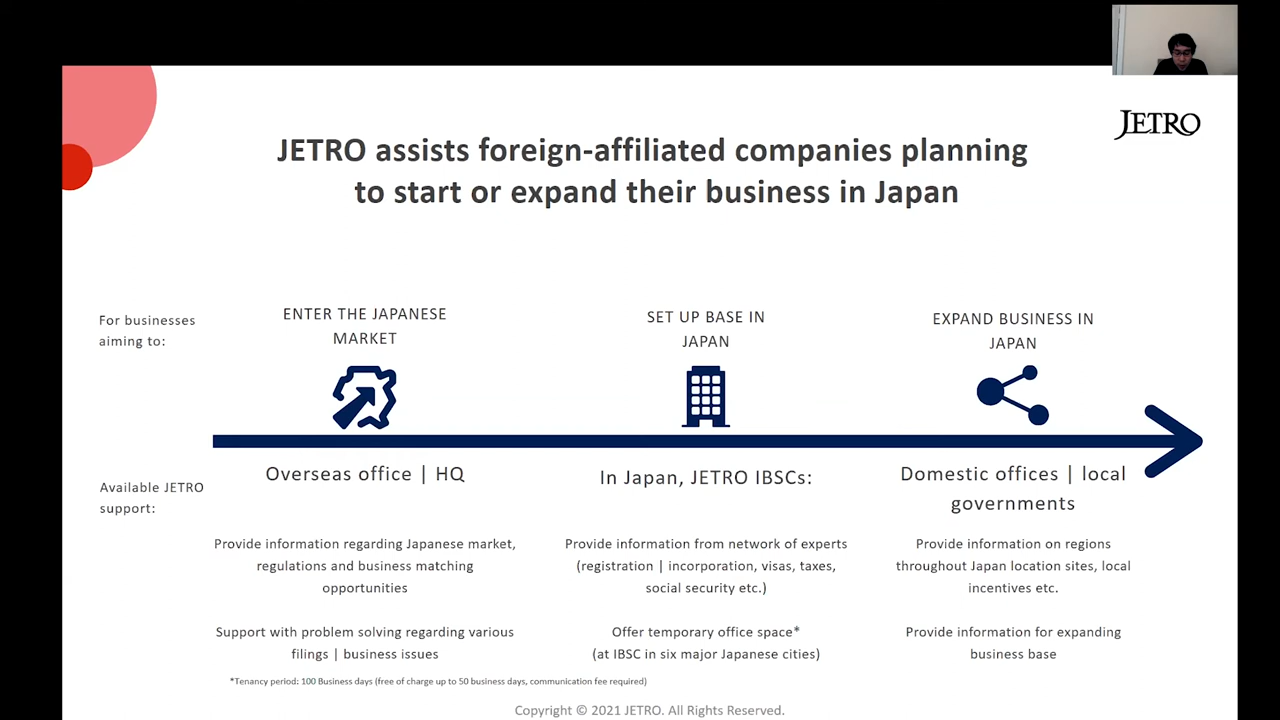 JETRO
JETRO assists foreign-affiliated companies planning
to start or expand their business in Japan
For businesses
aiming to:
ENTER THE JAPANESE
MARKET
SET UP BASE IN
JAPAN
EXPAND BUSINESS IN
JAPAN
Available JETRO
support:
Overseas office | HQ
Provide information regarding Japanese market,
regulations and business matching
opportunities
Support with problem solving regarding various
filings | business issues
In Japan, JETRO IBSCs:
Provide information from network of experts
(registration | incorporation, visas, taxes,
social security etc.)
Offer temporary office space*
(at IBSC in six major Japanese cities)
Domestic offices | local
governments
Provide information on regions
throughout Japan location sites, local
incentives etc.
Provide information for expanding
business base
*Tenancy period: 100 Business days (free of charge up to 50 business days, communication fee required)
Copyright © 2021 JETRO. All Rights Reserved.